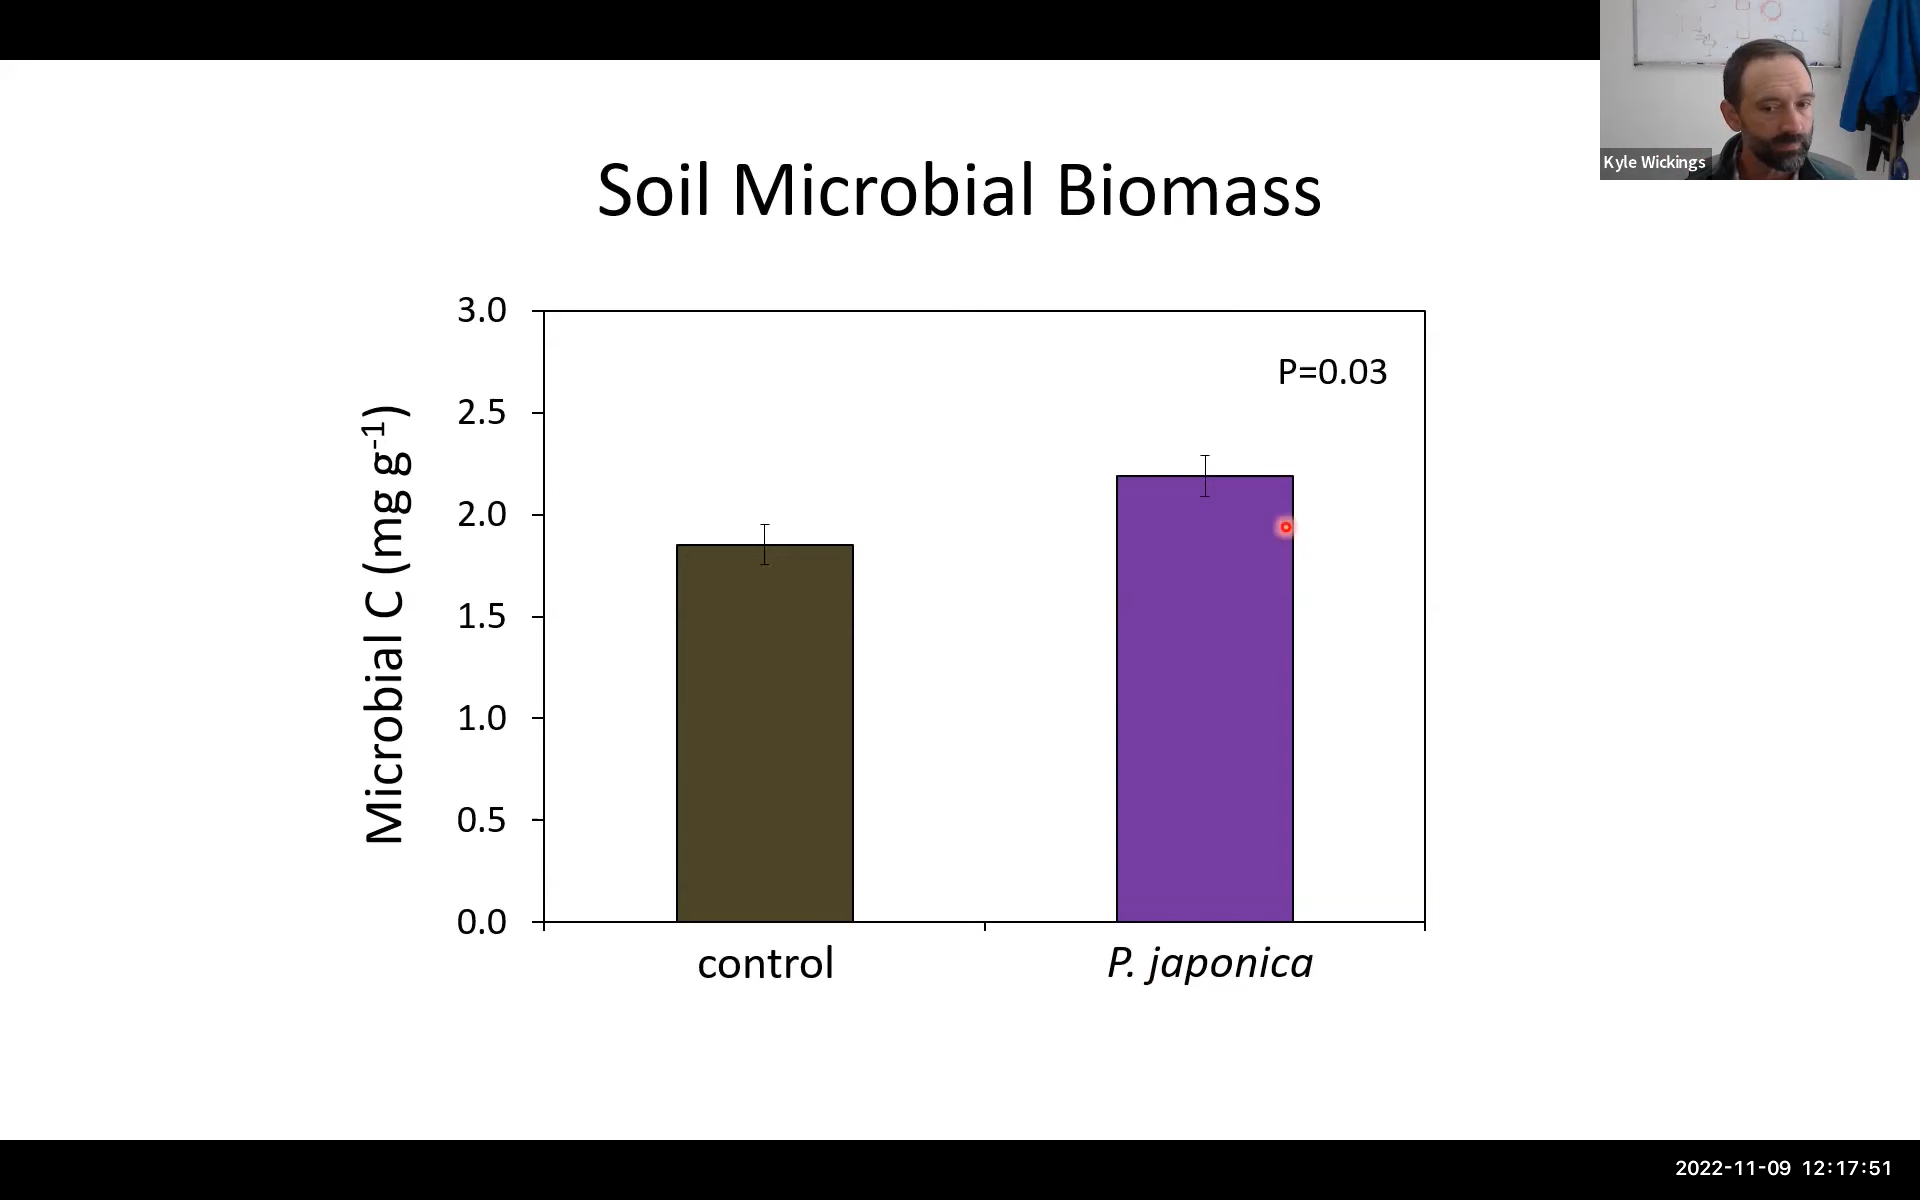 Kyle Wickings
Soil Microbial Biomass
Microbial C (mg g-1)
3.0
2.5
2.0
1.5
1.0
0.5
0.0
P=0.03
control
P. japonica
2022-11-09 12:17:51